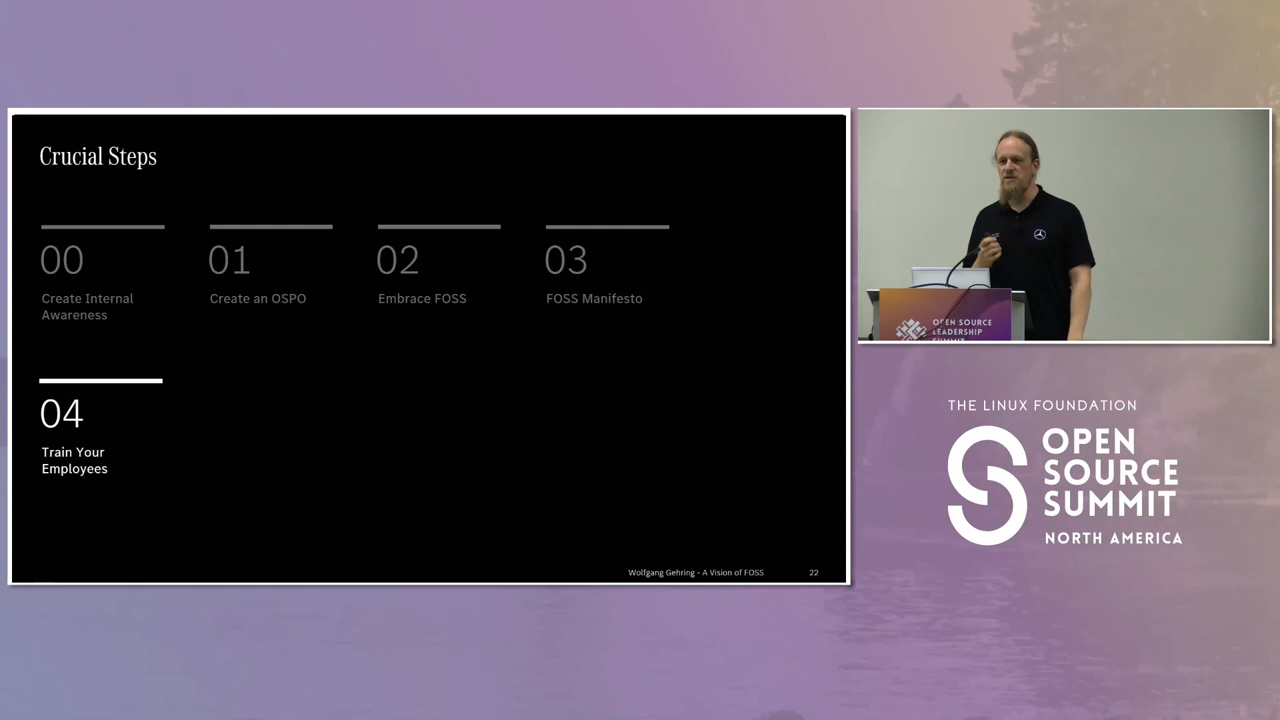 Crucial Steps
00
Create Internal
Awareness
01
Create an OSPO
02
Embrace FOSS
03
FOSS Manifesto
04
Train Your
Employees
Wolfgang Gehring - A Vision of FOSS
22
OPEN SOURCE
LEADERSHIP
SUMMIT
THE LINUX FOUNDATION
OPEN
SOURCE
SUMMIT
NORTH AMERICA